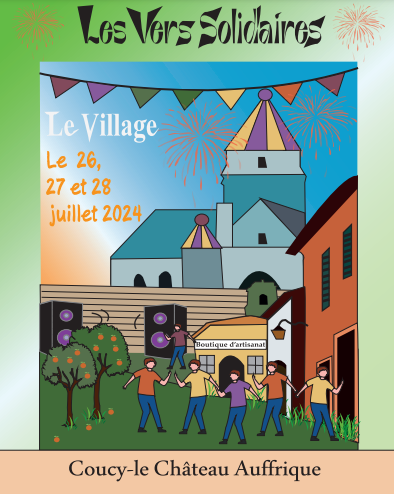 Les Vers Solidaires
Le Village
Le 26,
27 et 28
juillet 2024
Boutique d'artisanat
Coucy-le Château Auffrique